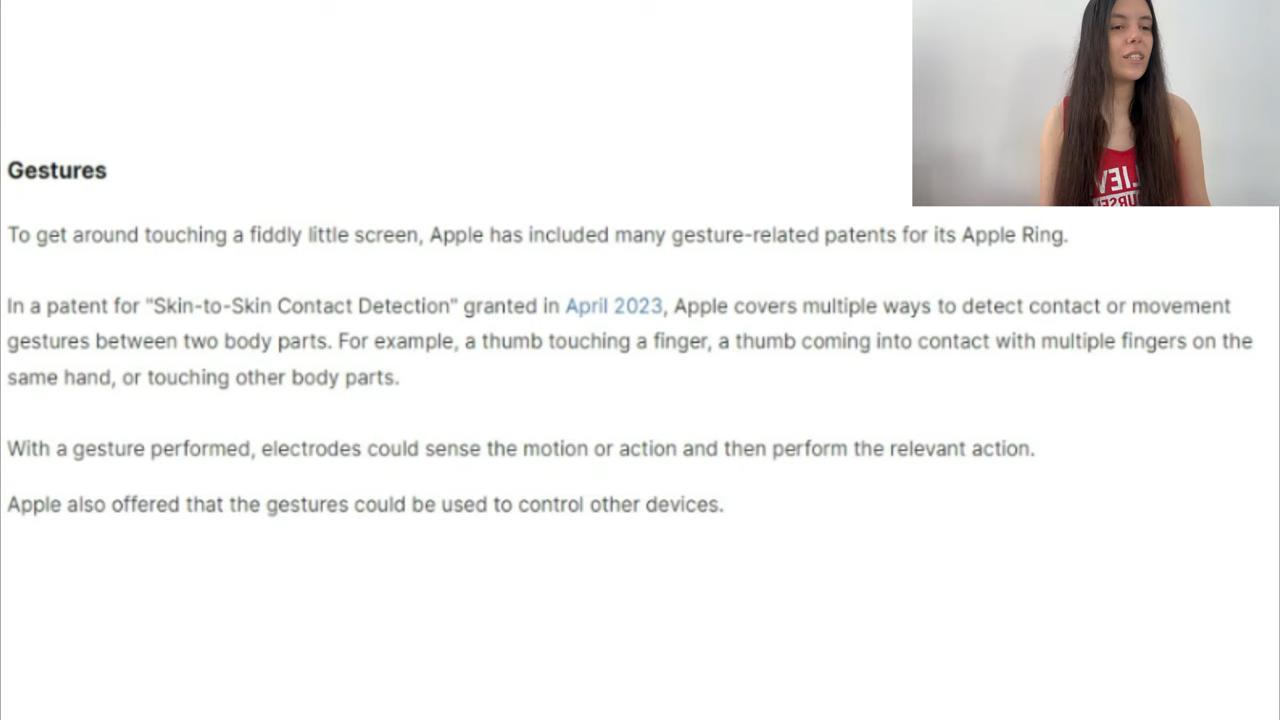 Gestures
To get around touching a fiddly little screen, Apple has included many gesture-related patents for its Apple Ring.
In a patent for "Skin-to-Skin Contact Detection" granted in April 2023, Apple covers multiple ways to detect contact or movement
gestures between two body parts. For example, a thumb touching a finger, a thumb coming into contact with multiple fingers on the
same hand, or touching other body parts.
With a gesture performed, electrodes could sense the motion or action and then perform the relevant action.
Apple also offered that the gestures could be used to control other devices.